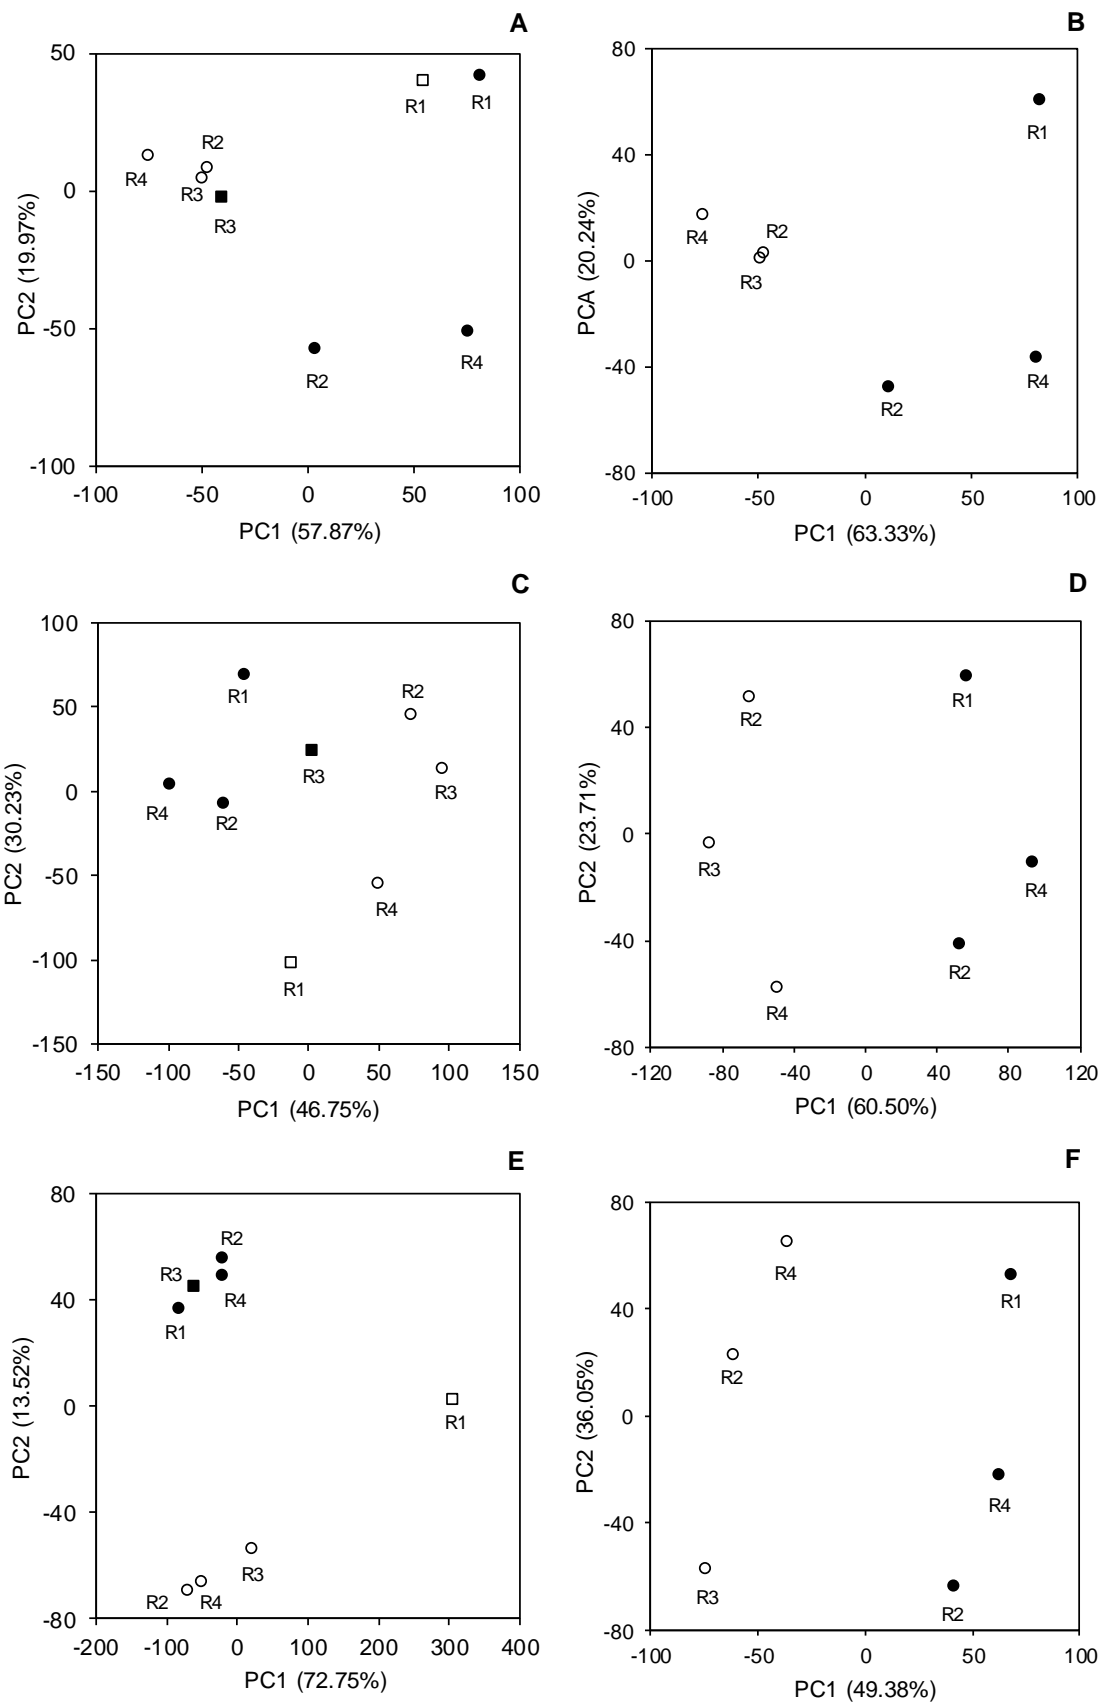 A
50
0
-50
-100
PC2 (19.97%)
R1
R1
R2
R4
R3
R3
R2
R4
-100
-50
0
50
100
PC1 (57.87%)
B
80
40
0
-40
-80
PCA (20.24%)
R1
R2
R4
R3
R4
R2
-100
-50
0
50
100
PC1 (63.33%)
C
100
50
0
-50
-100
-150
PC2 (30.23%)
R1
R2
R3
R3
R4
R2
R4
R1
-150
-100
-50
0
50
100
150
PC1 (46.75%)
D
80
40
0
-40
-80
PC2 (23.71%)
R1
R2
R3
R4
R2
R4
-120
-80
-40
0
40
80
120
PC1 (60.50%)
E
80
40
0
-40
-80
PC2 (13.52%)
R2
R3
R4
R1
R1
R3
R2
R4
-200
-100
0
100
200
300
400
PC1 (72.75%)
F
80
40
0
-40
-80
PC2 (36.05%)
R4
R1
R2
R4
R3
R2
-100
-50
0
50
100
PC1 (49.38%)